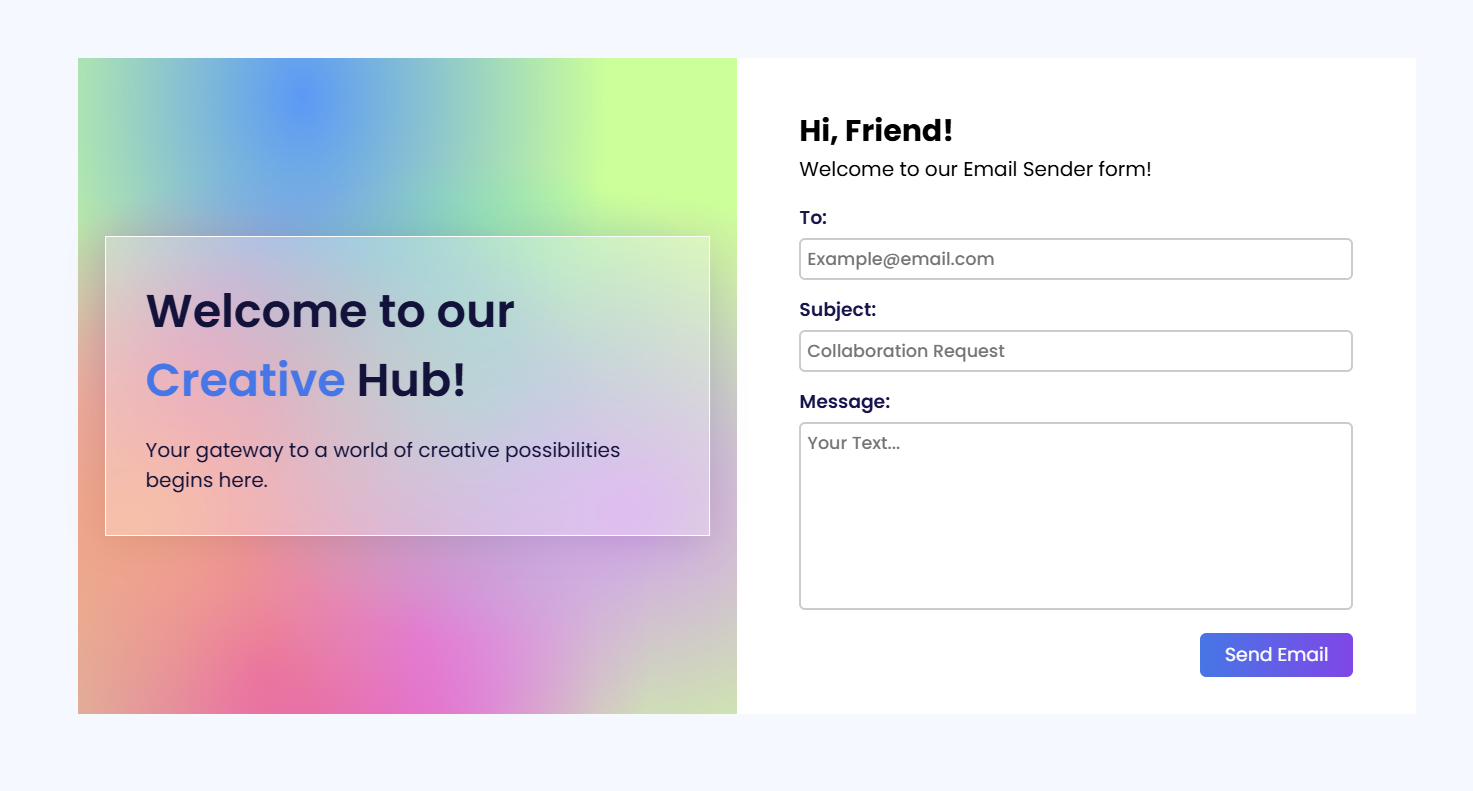 Welcome to our
Creative Hub!
Your gateway to a world of creative possibilities
begins here.
Hi, Friend!
Welcome to our Email Sender form!
To:
Example@email.com
Subject:
Collaboration Request
Message:
Your Text...
Send Email